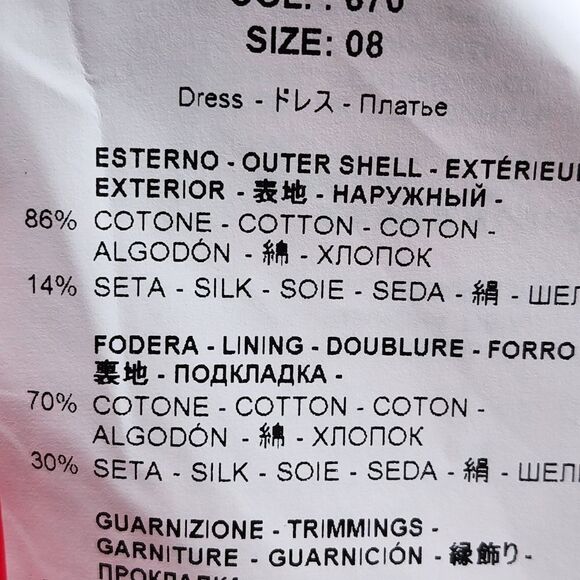 COL. : 670
SIZE: 08
Dress - ドレス - Платье
ESTERNO - OUTER SHELL - EXTÉRIEUR
EXTERIOR - 表地 - НАРУЖНЫЙ -
86% COTONE - COTTON - COTON -
ALGODÓN - 綿 - ХЛОПОК
14% SETA - SILK - SOIE - SEDA - 絹 - ШЕЛ
FODERA - LINING - DOUBLURE - FORRO
裏地 - ПОДКЛАДКА -
70% COTONE - COTTON - COTON -
ALGODÓN - 綿 - ХЛОПОК
30% SETA - SILK - SOIE - SEDA - 絹 - ШЕЛ
GUARNIZIONE - TRIMMINGS -
GARNITURE - GUARNICIÓN - 縁飾り -
ПРОКЛАДКА